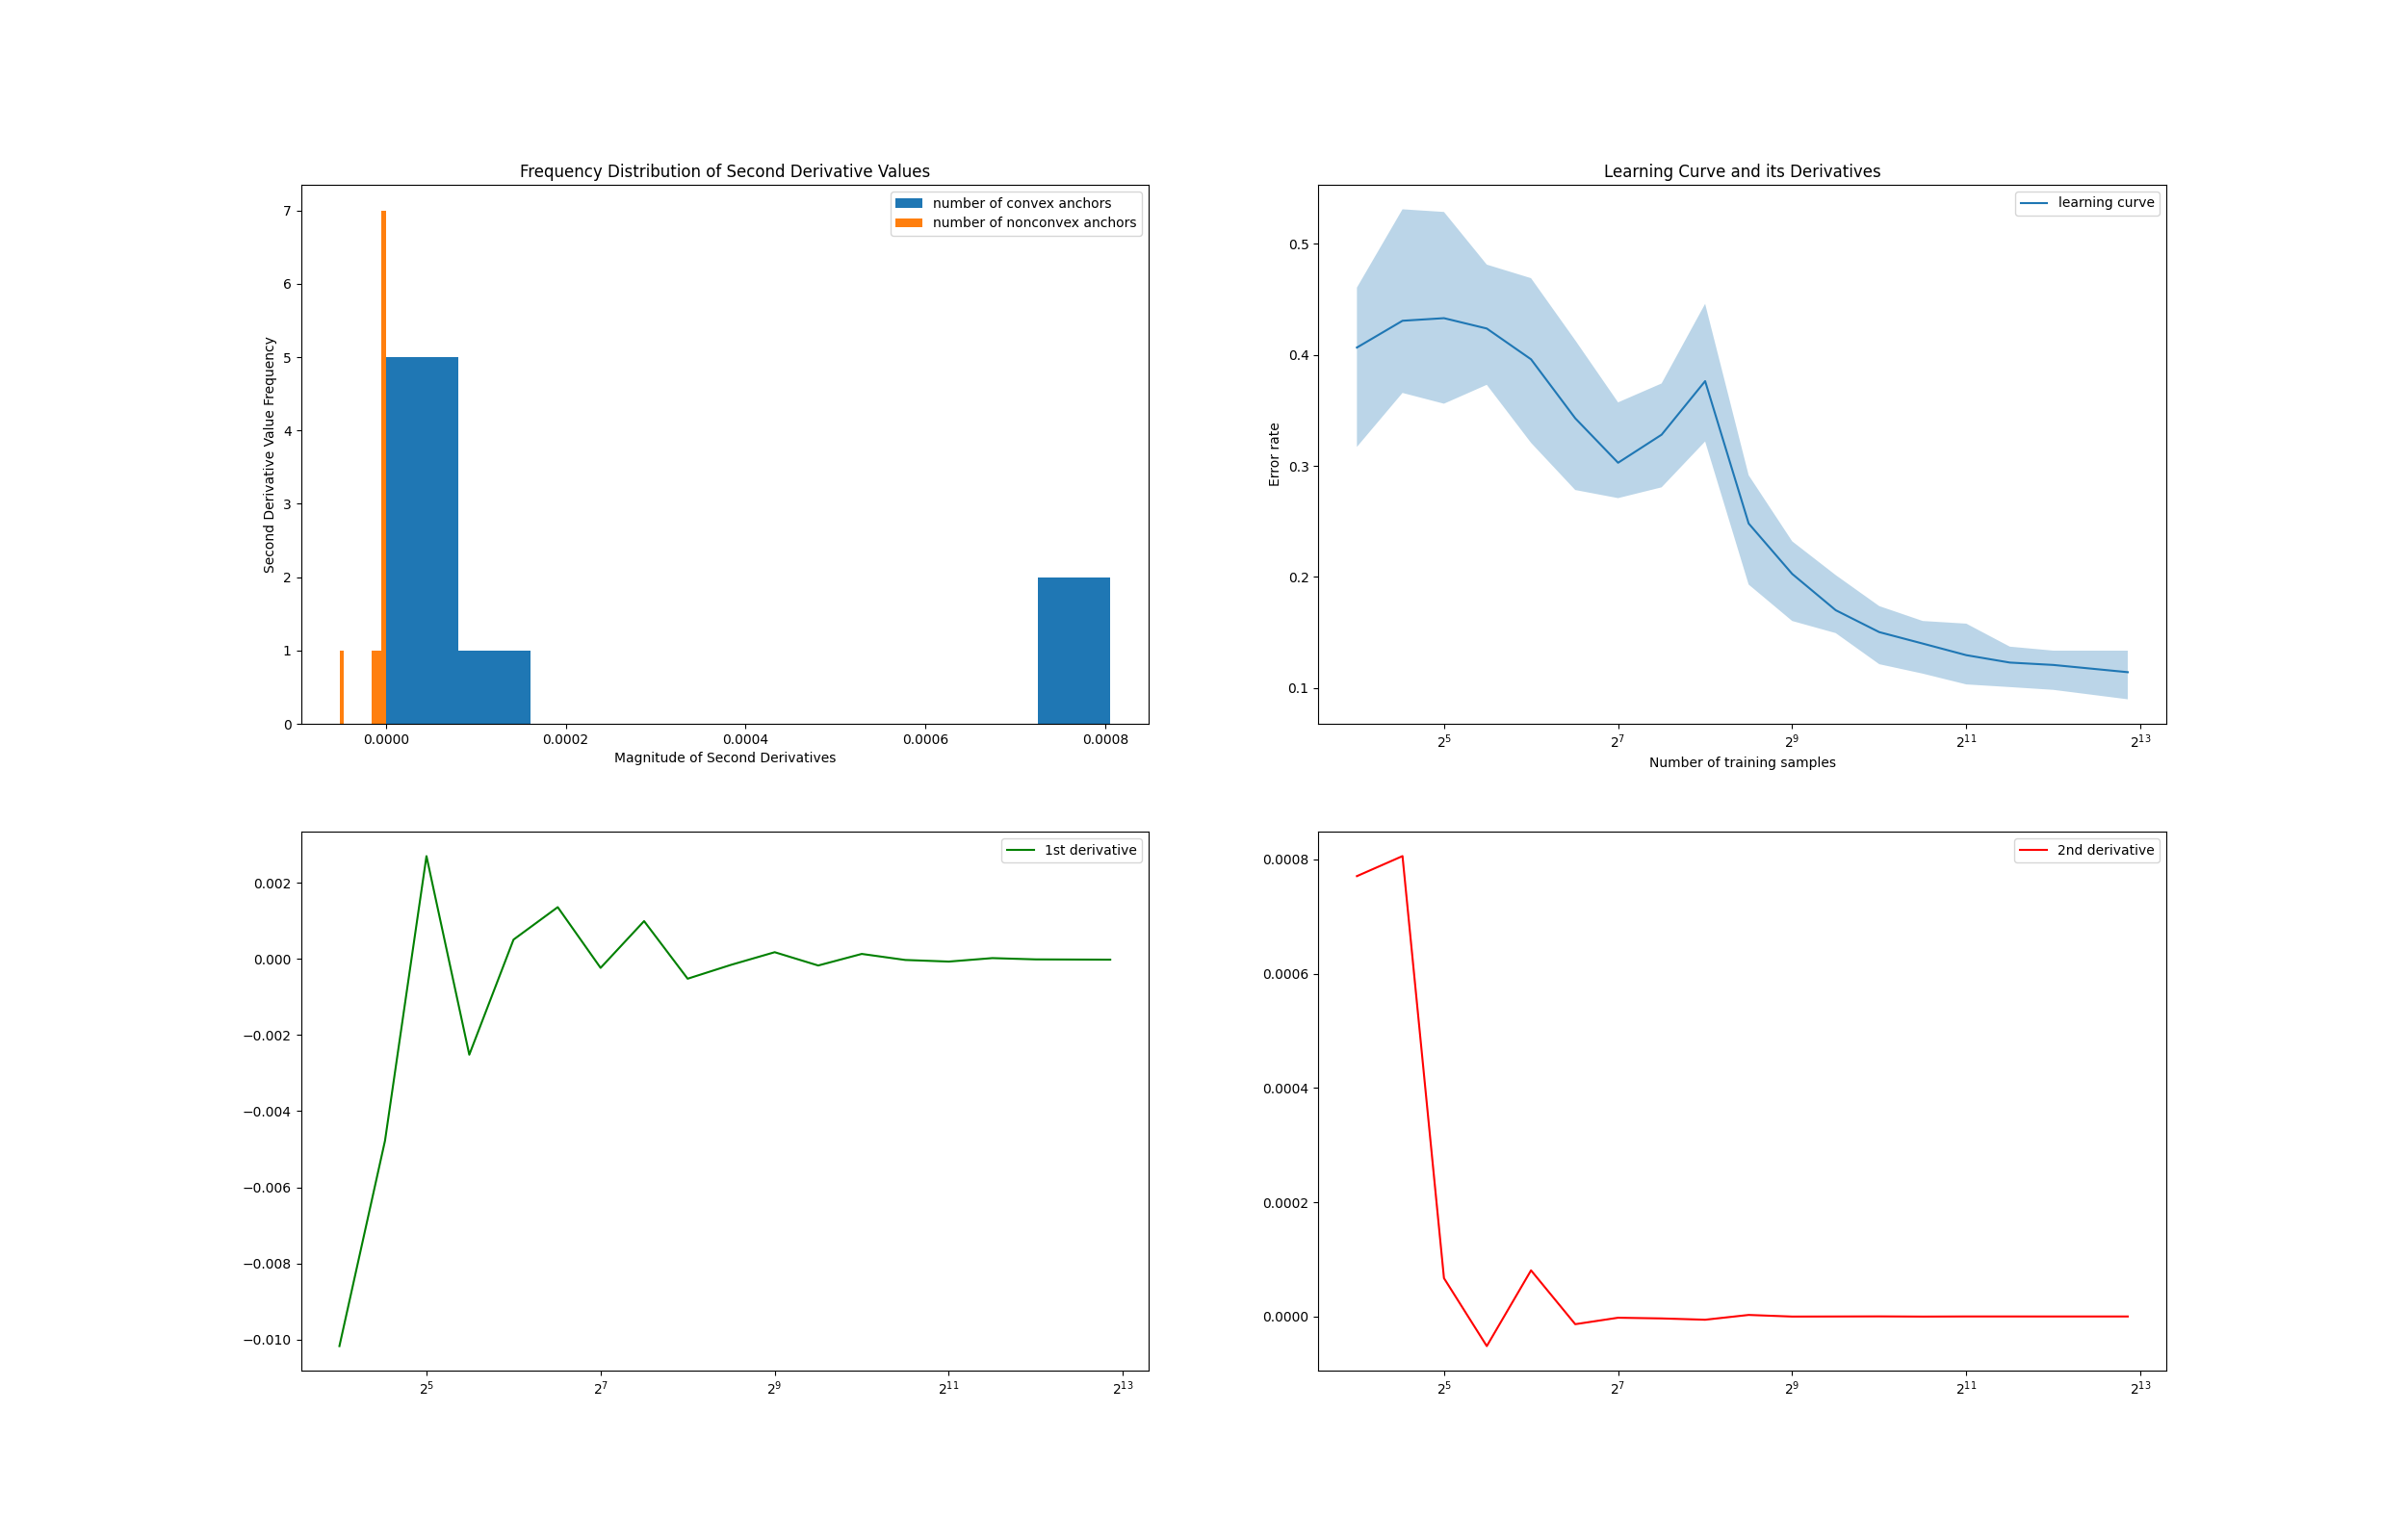 Frequency Distribution of Second Derivative Values
number of convex anchors
number of nonconvex anchors
7
6
5
4
3
2
1
0
Second Derivative Value Frequency
0.0000 0.0002 0.0004 0.0006 0.0008
Magnitude of Second Derivatives
Learning Curve and its Derivatives
learning curve
0.5
0.4
0.3
0.2
0.1
Error rate
2^5 2^7 2^9 2^11 2^13
Number of training samples
1st derivative
0.002
0.000
−0.002
−0.004
−0.006
−0.008
−0.010
2^5 2^7 2^9 2^11 2^13
2nd derivative
0.0008
0.0006
0.0004
0.0002
0.0000
2^5 2^7 2^9 2^11 2^13